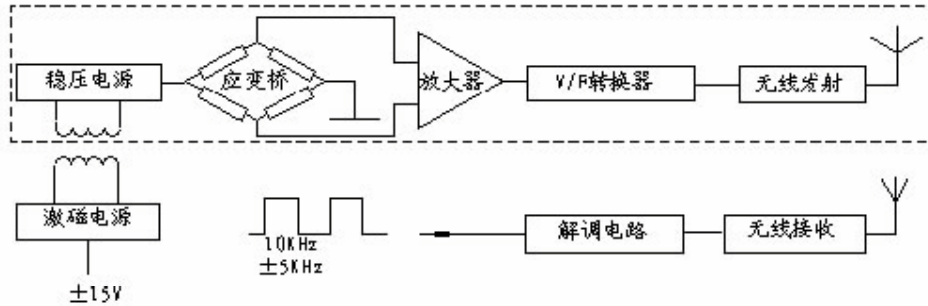 稳压电源
应变桥
放大器
V/F转换器
无线发射
激磁电源
10KHz
±5KHz
解调电路
无线接收
±15V